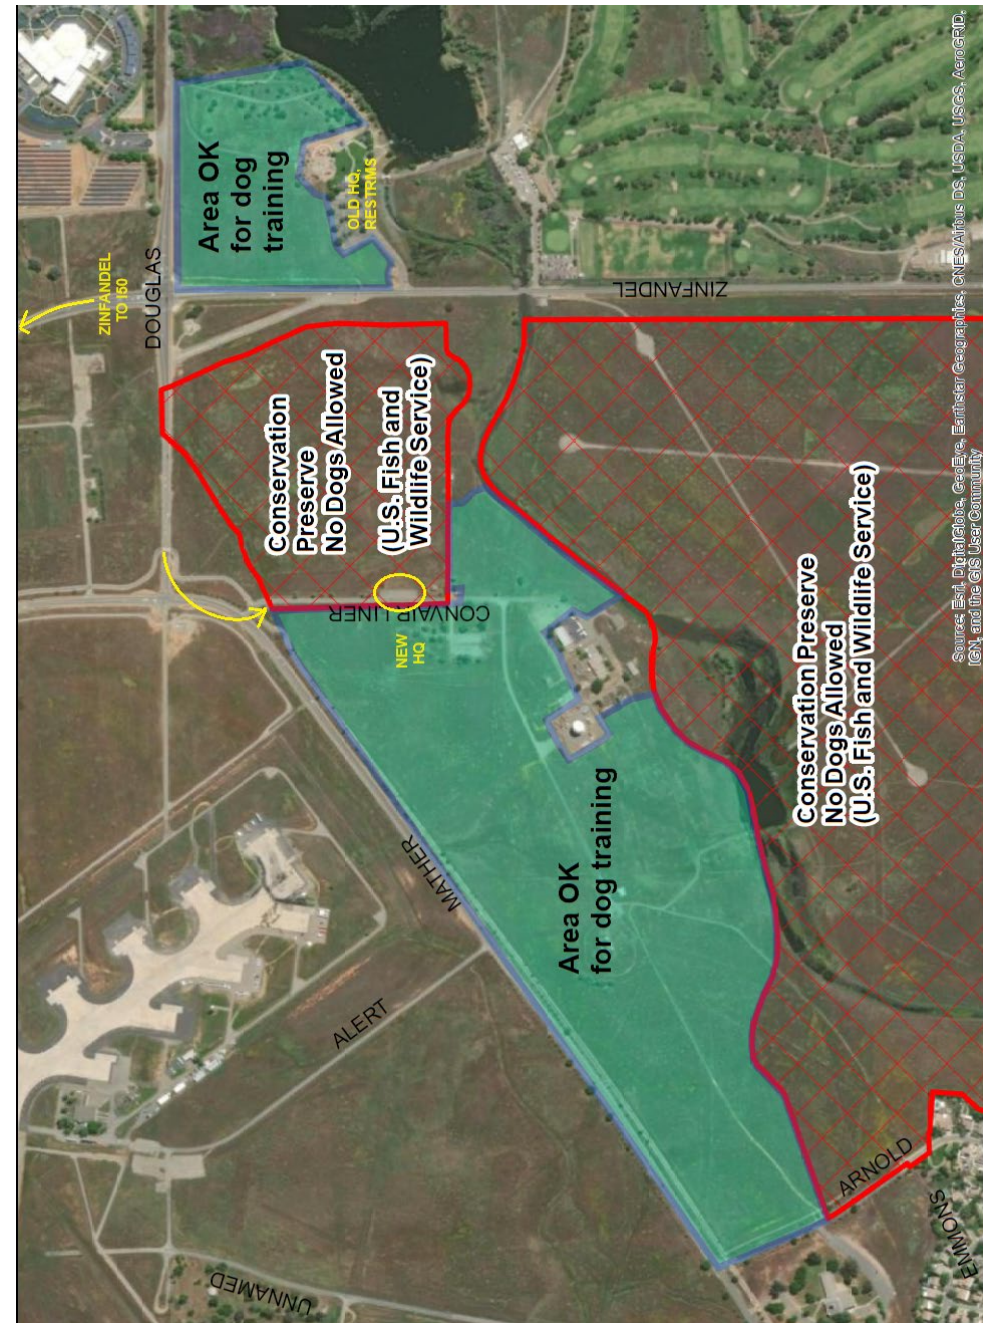 ZINFANDEL
TO I50
DOUGLAS
Area OK
for dog
training
OLD HQ,
RESTRMS
ZINFANDEL
Conservation
Preserve
No Dogs Allowed
(U.S. Fish and
Wildlife Service)
CONVAIR LINER
NEW
HQ
MATHER
ALERT
Area OK
for dog training
Conservation Preserve
No Dogs Allowed
(U.S. Fish and Wildlife Service)
ARNOLD
EMMONS
UNNAMED
Source: Esri, DigitalGlobe, GeoEye, Earthstar Geographics, CNES/Airbus DS, USDA, USGS, AeroGRID,
IGN, and the GIS User Community